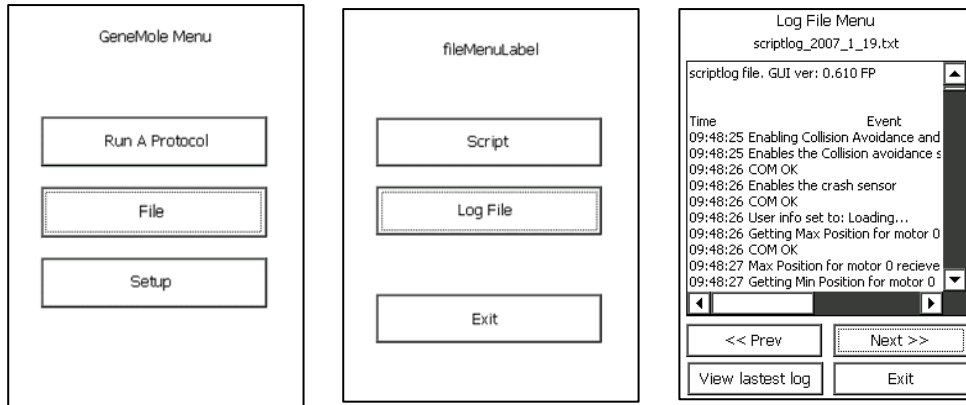 GeneMole Menu
Run A Protocol
File
Setup
fileMenuLabel
Script
Log File
Exit
Log File Menu
scriptlog_2007_1_19.txt
scriptlog file. GUI ver: 0.610 FP
Time Event
09:48:25 Enabling Collision Avoidance and
09:48:25 Enables the Collision avoidance s
09:48:26 COM OK
09:48:26 Enables the crash sensor
09:48:26 COM OK
09:48:26 User info set to: Loading...
09:48:26 Getting Max Position for motor 0
09:48:26 COM OK
09:48:27 Max Position for motor 0 recieve
09:48:27 Getting Min Position for motor 0
<< Prev
Next >>
View lastest log
Exit